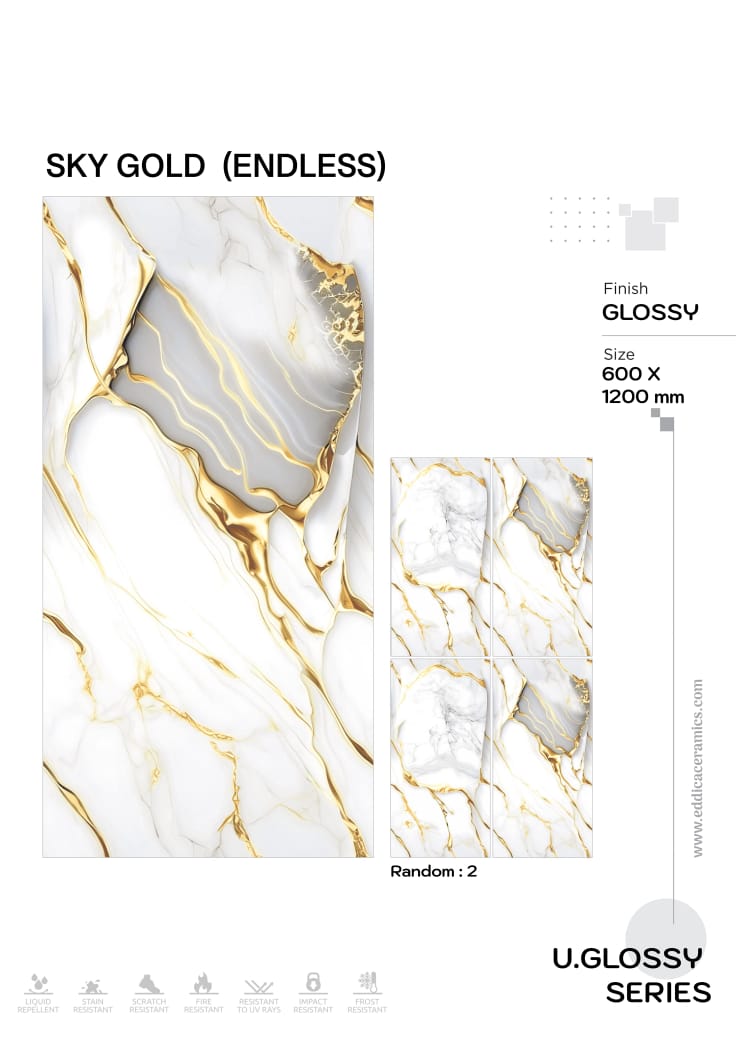 SKY GOLD (ENDLESS)
Finish
GLOSSY
Size
600 X
1200 mm
www.eddicaceramics.com
Random : 2
U.GLOSSY
SERIES
LIQUID
REPELLENT
STAIN
RESISTANT
SCRATCH
RESISTANT
FIRE
RESISTANT
RESISTANT
TO UV RAYS
IMPACT
RESISTANT
FROST
RESISTANT